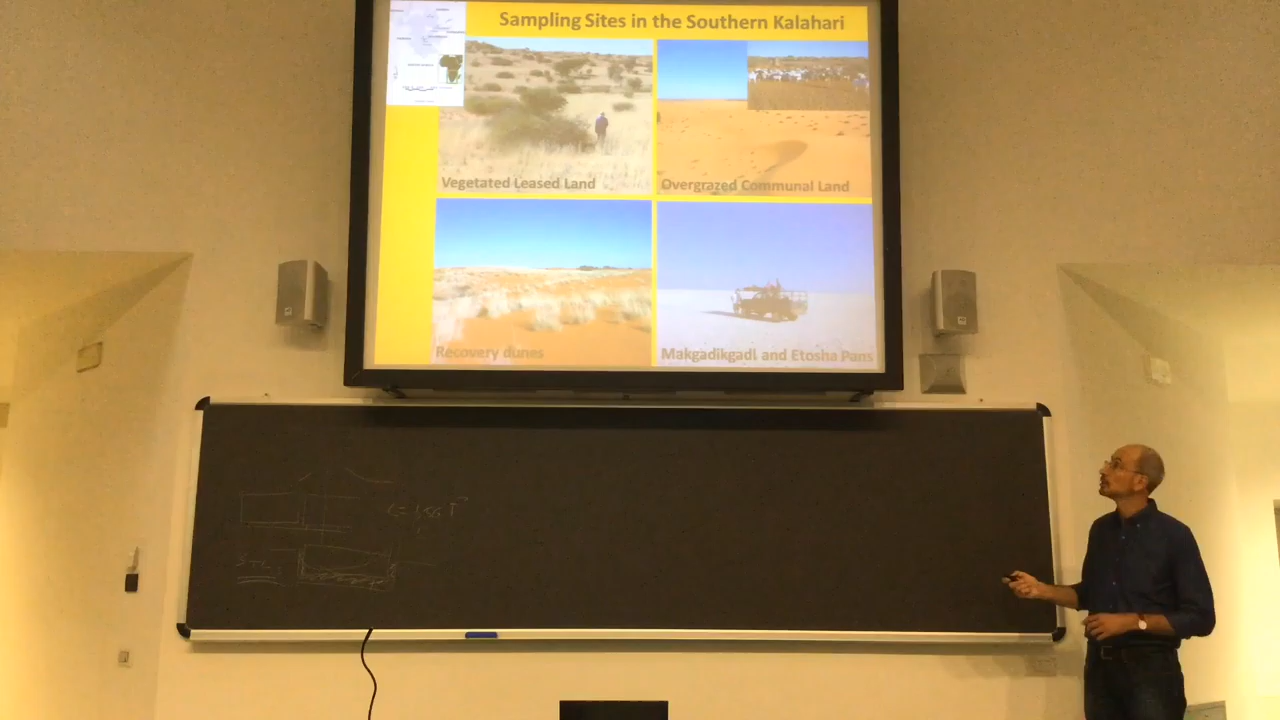 Sampling Sites in the Southern Kalahari
Vegetated Leased Land
Overgrazed Communal Land
Recovery dunes
Makgadikgadi and Etosha Pans